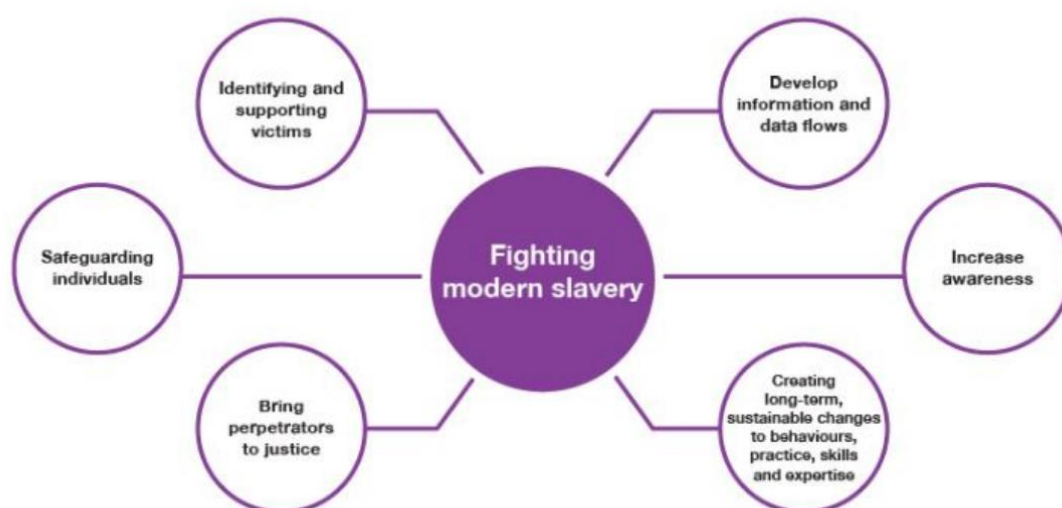 Identifying and
supporting
victims
Develop
information and
data flows
Safeguarding
individuals
Fighting
modern slavery
Increase
awareness
Bring
perpetrators
to justice
Creating
long-term,
sustainable changes
to behaviours,
practice, skills
and expertise